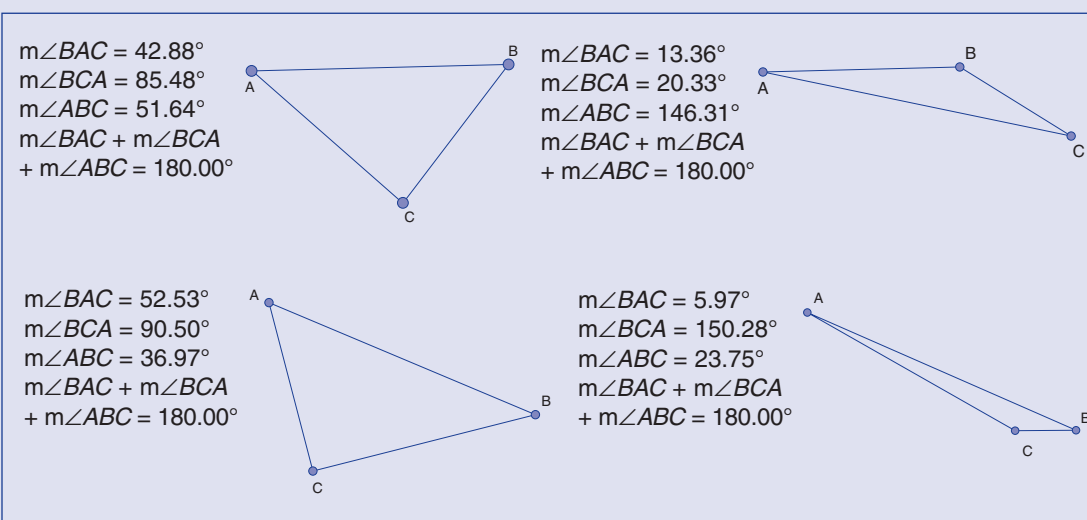 m∠BAC = 42.88°
m∠BCA = 85.48°
m∠ABC = 51.64°
m∠BAC + m∠BCA
+ m∠ABC = 180.00°
A
B
C
m∠BAC = 13.36°
m∠BCA = 20.33°
m∠ABC = 146.31°
m∠BAC + m∠BCA
+ m∠ABC = 180.00°
A
B
C
m∠BAC = 52.53°
m∠BCA = 90.50°
m∠ABC = 36.97°
m∠BAC + m∠BCA
+ m∠ABC = 180.00°
A
B
C
m∠BAC = 5.97°
m∠BCA = 150.28°
m∠ABC = 23.75°
m∠BAC + m∠BCA
+ m∠ABC = 180.00°
A
B
C